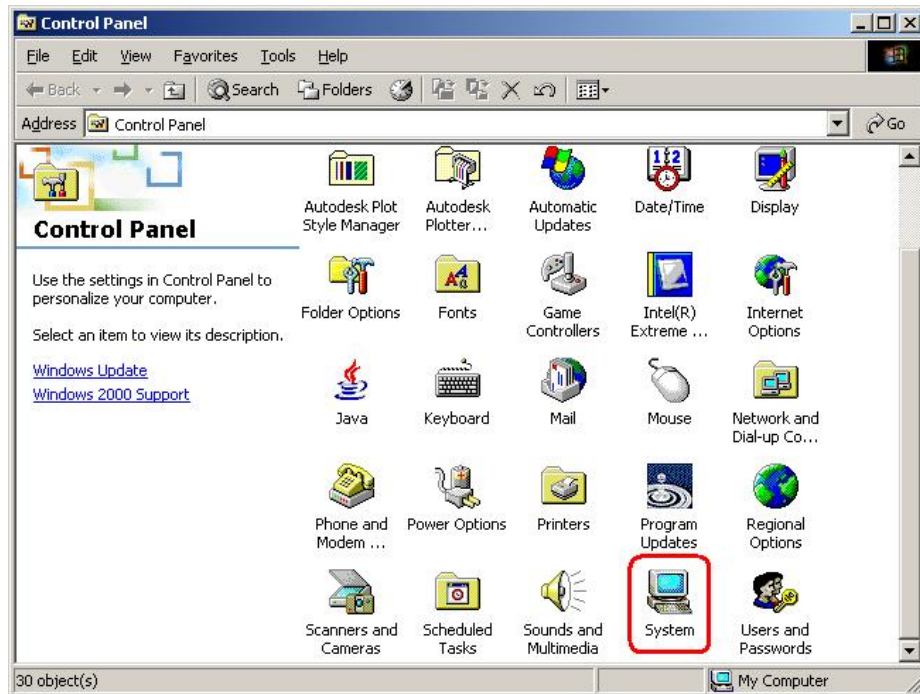 Control Panel
File Edit View Favorites Tools Help
Back Search Folders
Address Control Panel Go
Control Panel
Use the settings in Control Panel to
personalize your computer.
Select an item to view its description.
Windows Update
Windows 2000 Support
Autodesk Plot
Style Manager
Autodesk
Plotter...
Automatic
Updates
Date/Time
Display
Folder Options
Fonts
Game
Controllers
Intel(R)
Extreme ...
Internet
Options
Java
Keyboard
Mail
Mouse
Network and
Dial-up Co...
Phone and
Modem ...
Power Options
Printers
Program
Updates
Regional
Options
Scanners and
Cameras
Scheduled
Tasks
Sounds and
Multimedia
System
Users and
Passwords
30 object(s)
My Computer